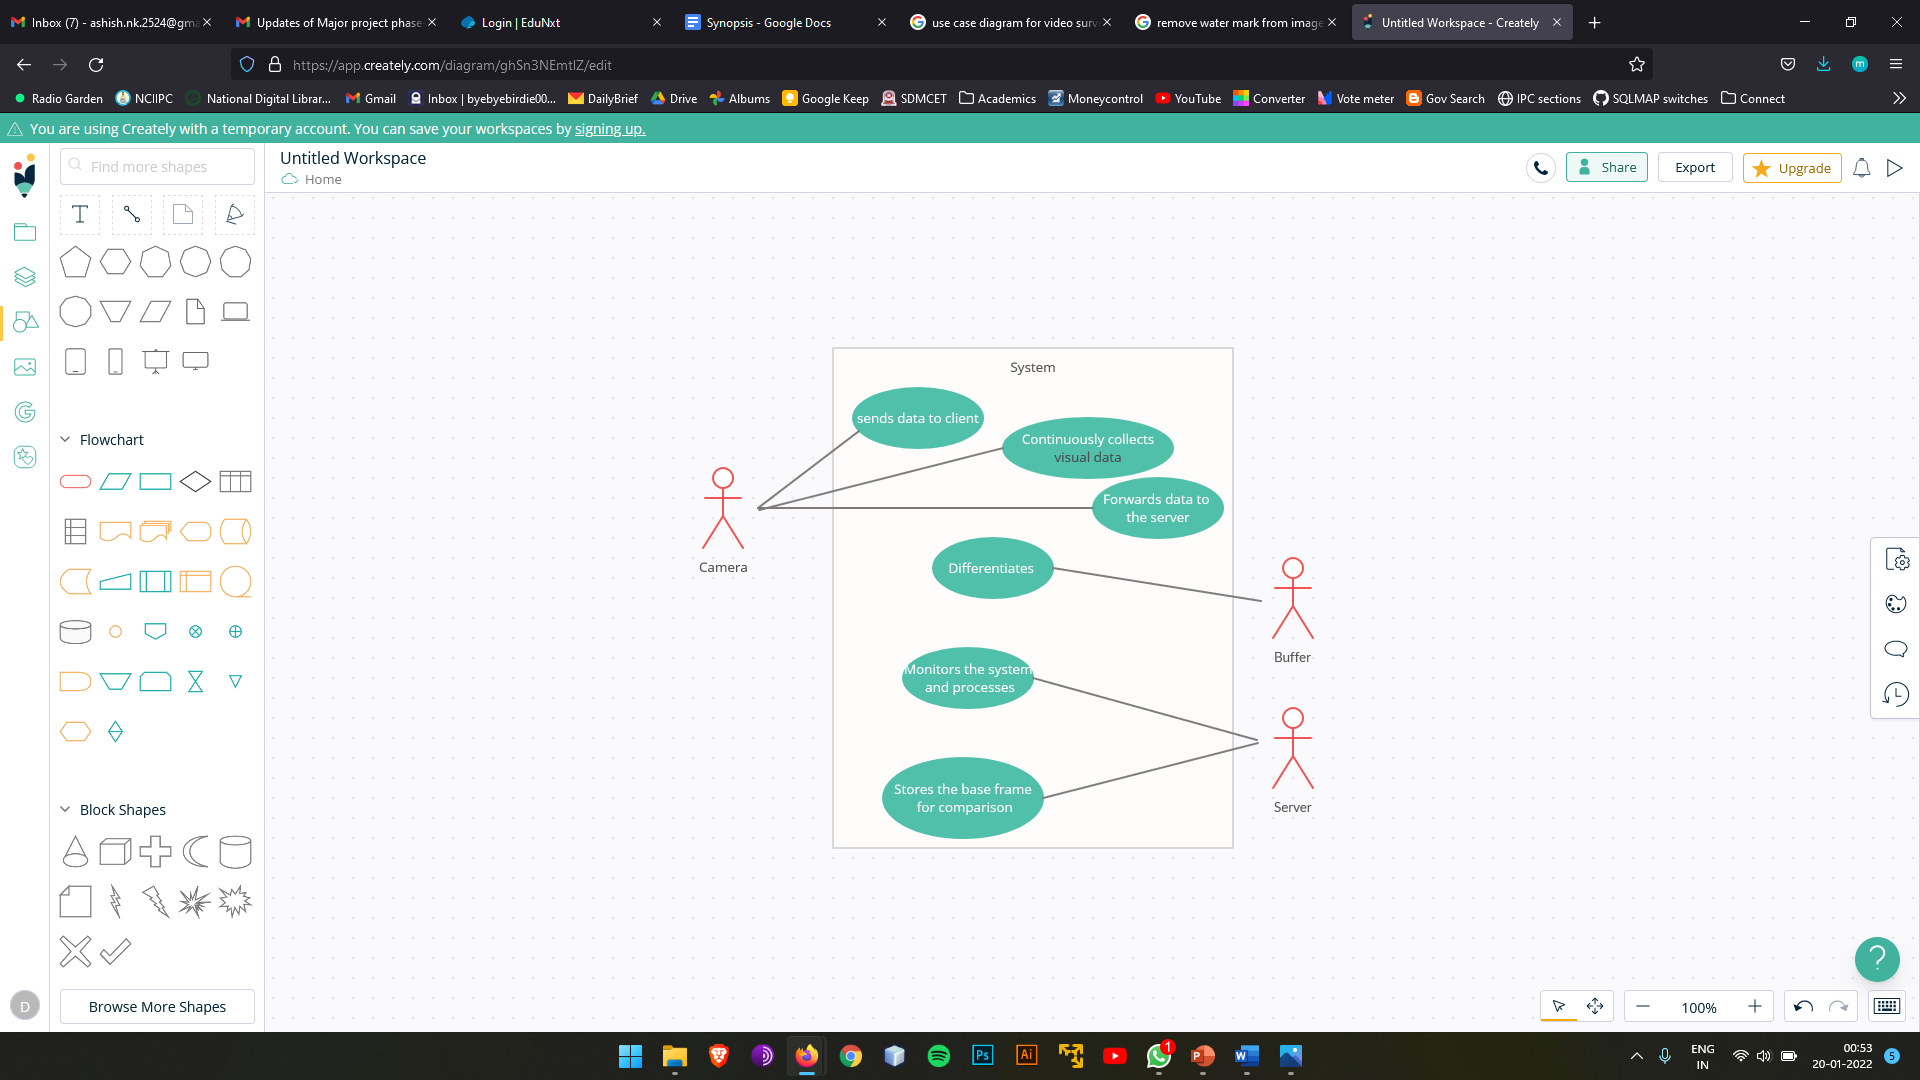 Inbox (7) - ashish.nk.2524@gma
Updates of Major project phase-
Login | EduNxt
Synopsis - Google Docs
use case diagram for video surv
remove water mark from image
Untitled Workspace - Creately
https://app.creately.com/diagram/ghSn3NEmtIZ/edit
Radio Garden
NCIIPC
National Digital Librar...
Gmail
Inbox | byebyebirdie00...
DailyBrief
Drive
Albums
Google Keep
SDMCET
Academics
Moneycontrol
YouTube
Converter
Vote meter
Gov Search
IPC sections
SQLMAP switches
Connect
You are using Creately with a temporary account. You can save your workspaces by signing up.
Find more shapes
Untitled Workspace
Home
Share
Export
Upgrade
T
Flowchart
Block Shapes
Browse More Shapes
D
System
sends data to client
Continuously collects
visual data
Forwards data to
the server
Differentiates
Monitors the system
and processes
Stores the base frame
for comparison
Camera
Buffer
Server
?
100%
Ps
Ai
1
ENG
IN
00:53
20-01-2022
5